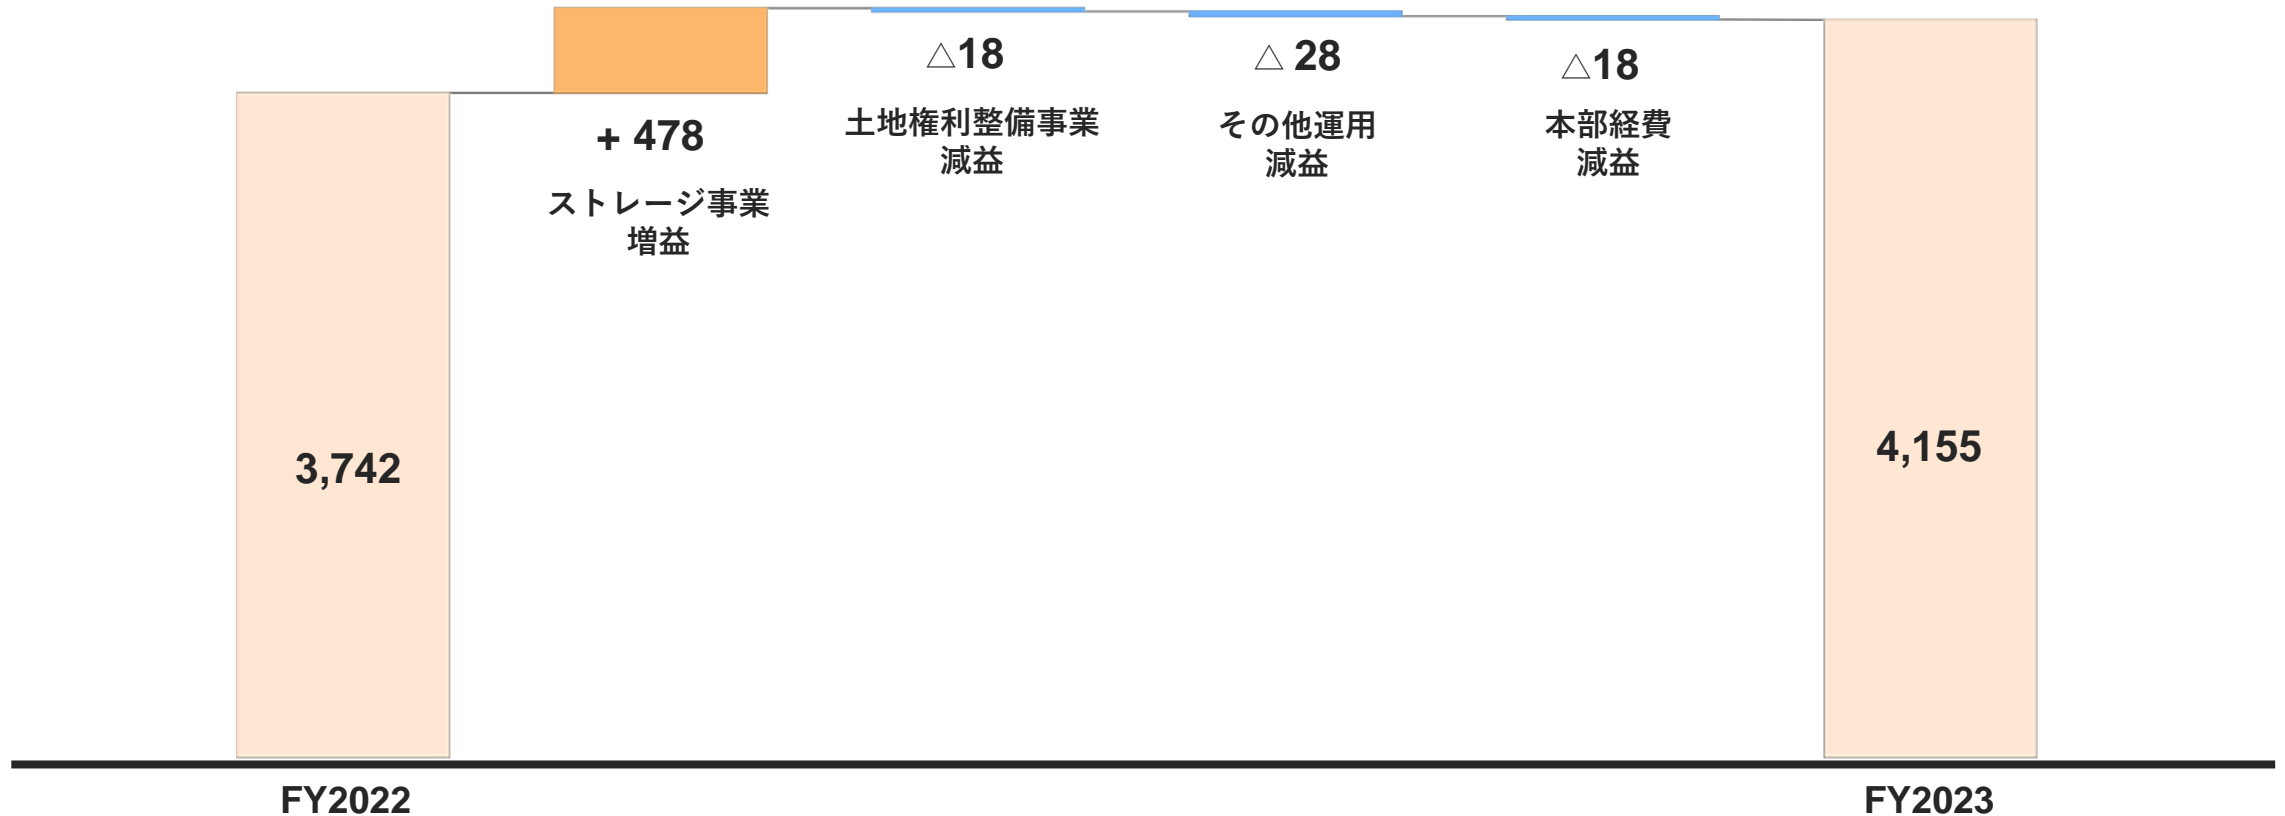 △18
△ 28
△18
+ 478
土地権利整備事業
減益
その他運用
減益
本部経費
減益
ストレージ事業
増益
3,742
4,155
FY2022
FY2023